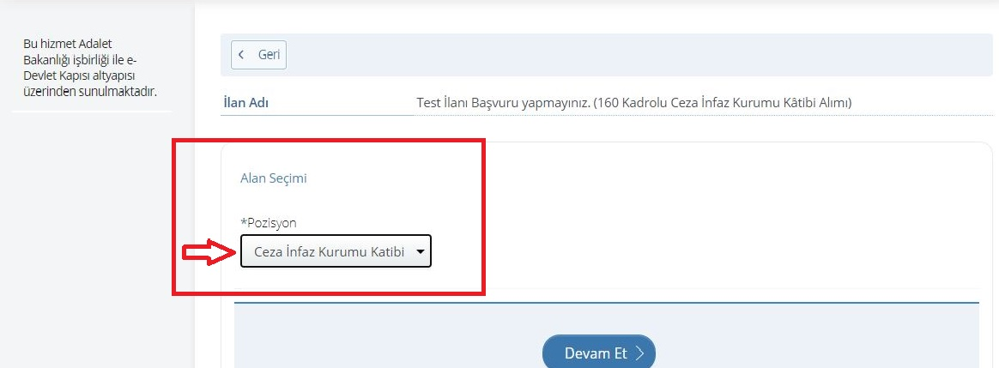 Bu hizmet Adalet
Bakanlığı işbirliği ile e-
Devlet Kapısı altyapısı
üzerinden sunulmaktadır.
Geri
İlan Adı Test İlanı Başvuru yapmayınız. (160 Kadrolu Ceza İnfaz Kurumu Kâtibi Alımı)
Alan Seçimi
*Pozisyon
Ceza İnfaz Kurumu Katibi
Devam Et